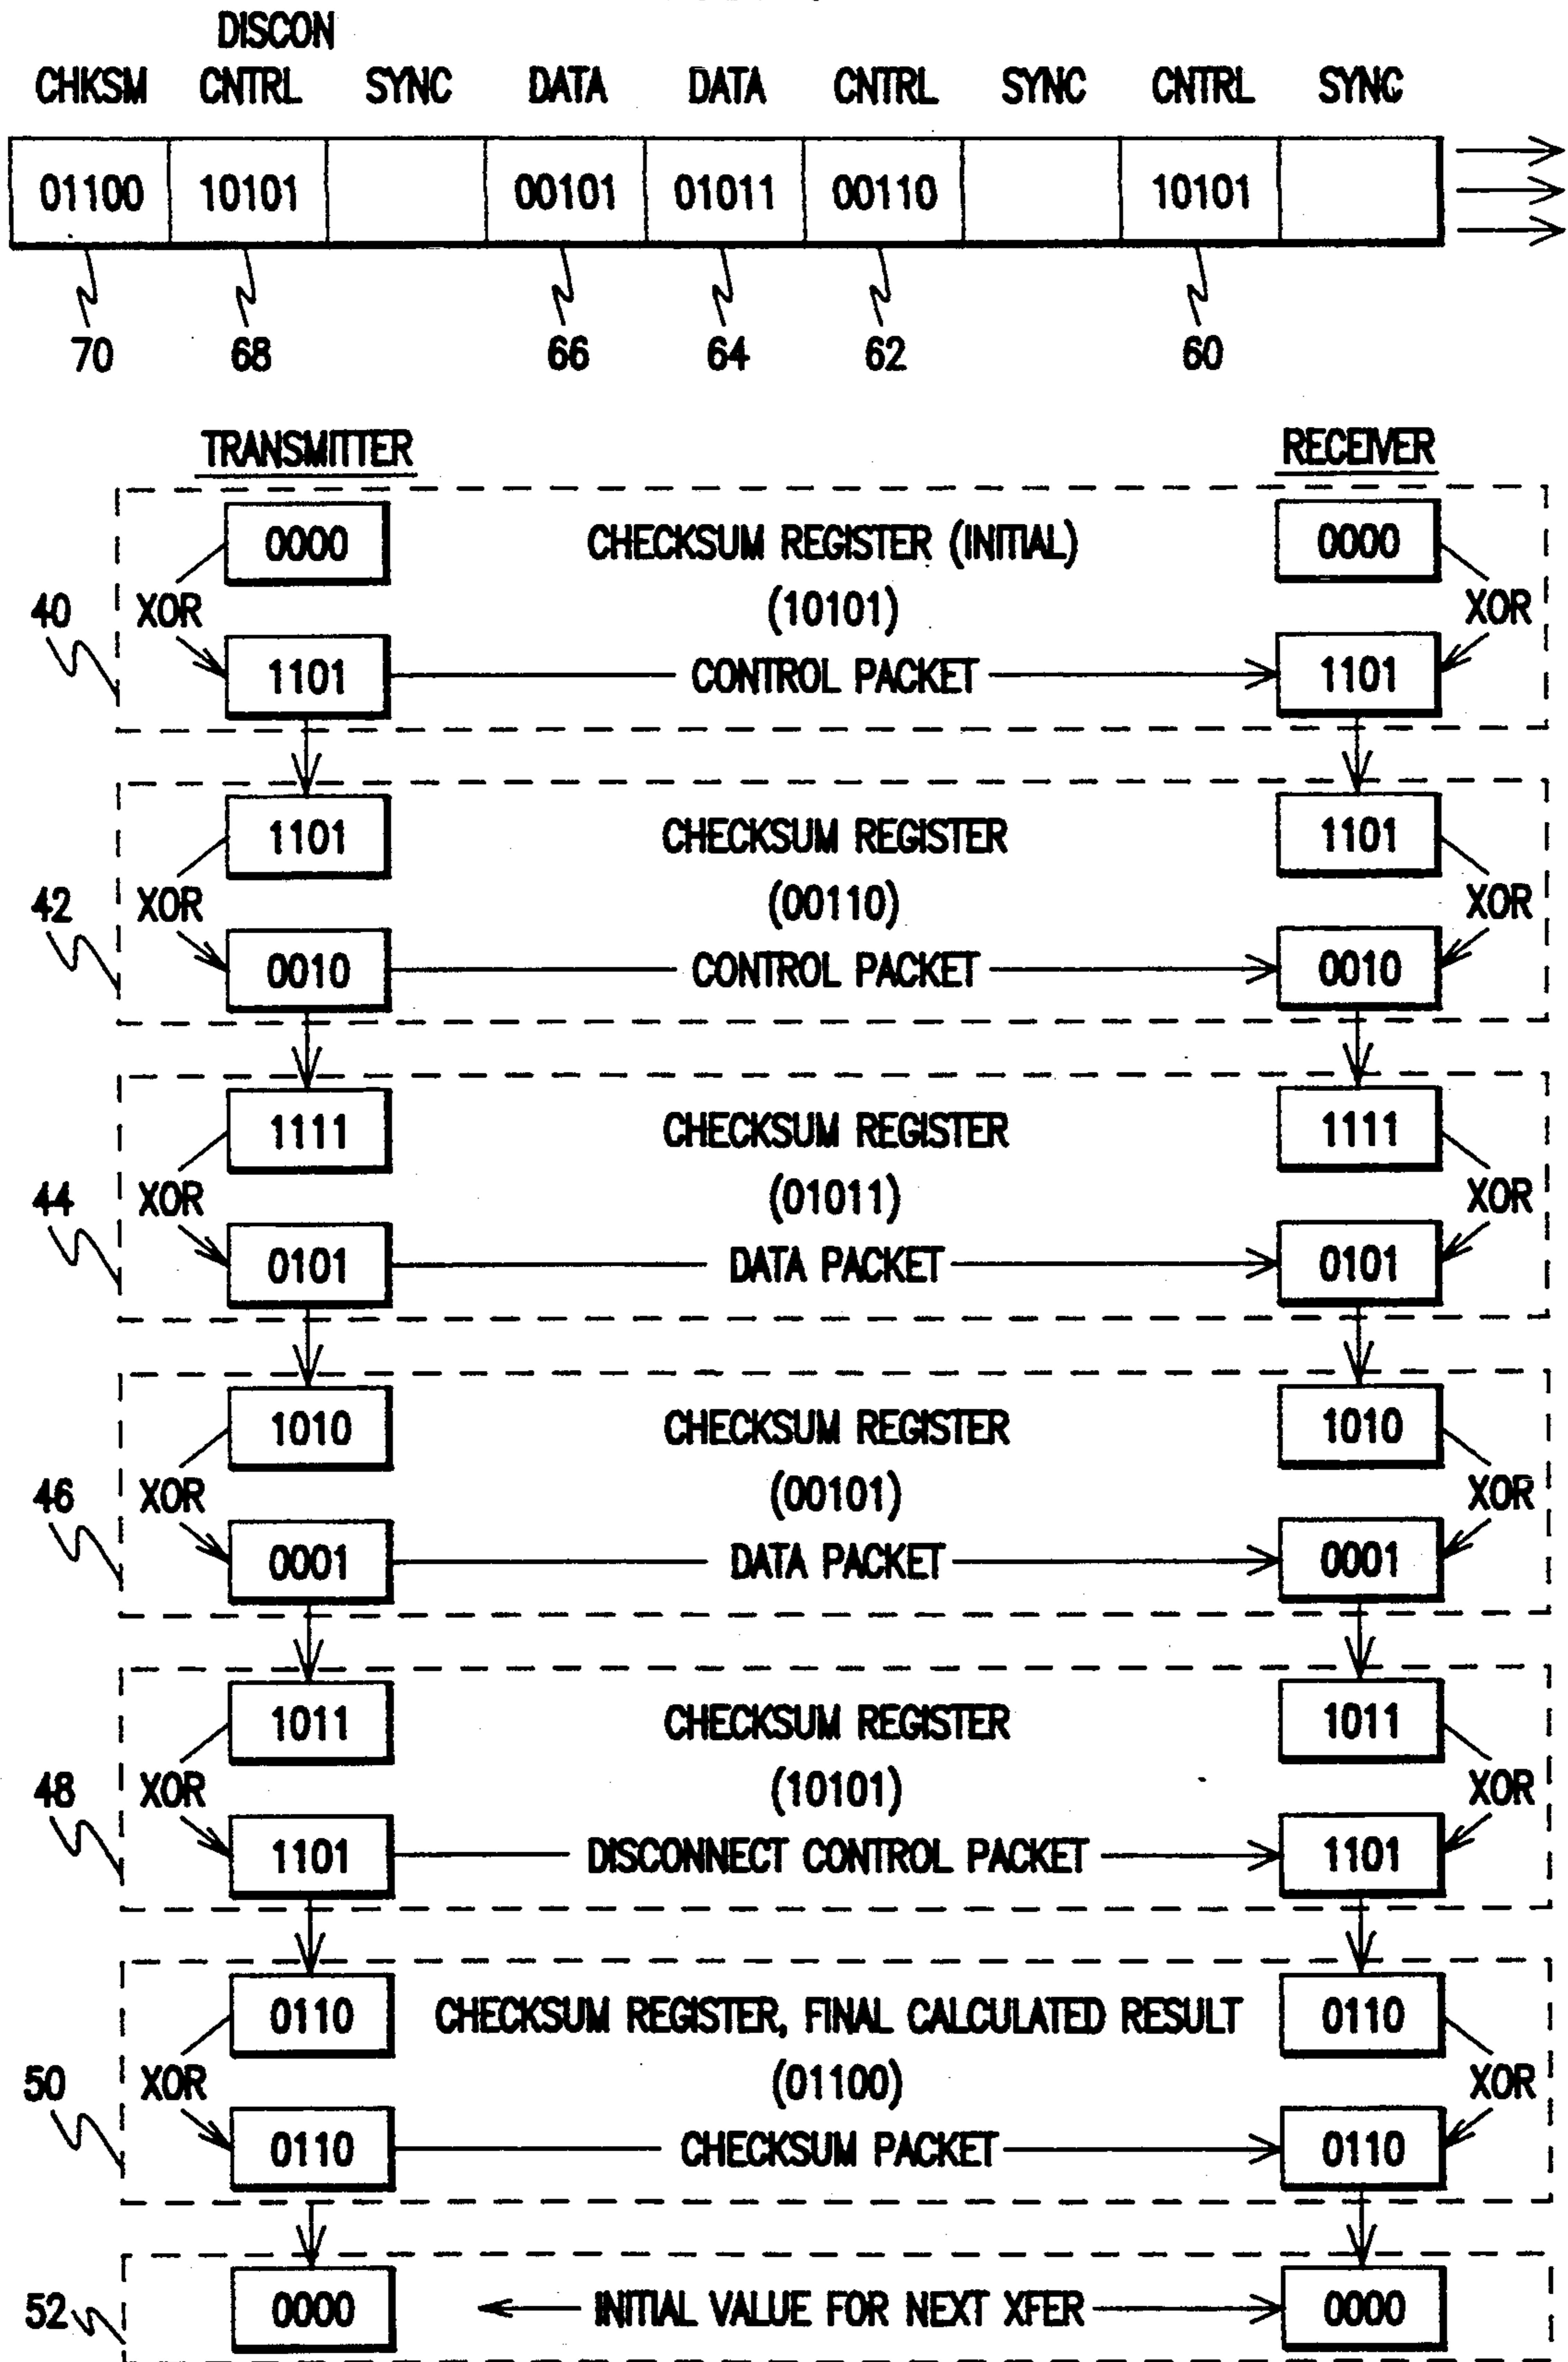 DISCON
CHKSM CNTRL SYNC DATA DATA CNTRL SYNC CNTRL SYNC
01100 10101 00101 01011 00110 10101
70 68 66 64 62 60
TRANSMITTER RECEIVER
0000 CHECKSUM REGISTER (INITIAL) 0000
40 XOR (10101) XOR
1101 CONTROL PACKET 1101
1101 CHECKSUM REGISTER 1101
42 XOR (00110) XOR
0010 CONTROL PACKET 0010
1111 CHECKSUM REGISTER 1111
44 XOR (01011) XOR
0101 DATA PACKET 0101
1010 CHECKSUM REGISTER 1010
46 XOR (00101) XOR
0001 DATA PACKET 0001
1011 CHECKSUM REGISTER 1011
48 XOR (10101) XOR
1101 DISCONNECT CONTROL PACKET 1101
0110 CHECKSUM REGISTER, FINAL CALCULATED RESULT 0110
50 XOR (01100) XOR
0110 CHECKSUM PACKET 0110
52 0000 INITIAL VALUE FOR NEXT XFER 0000